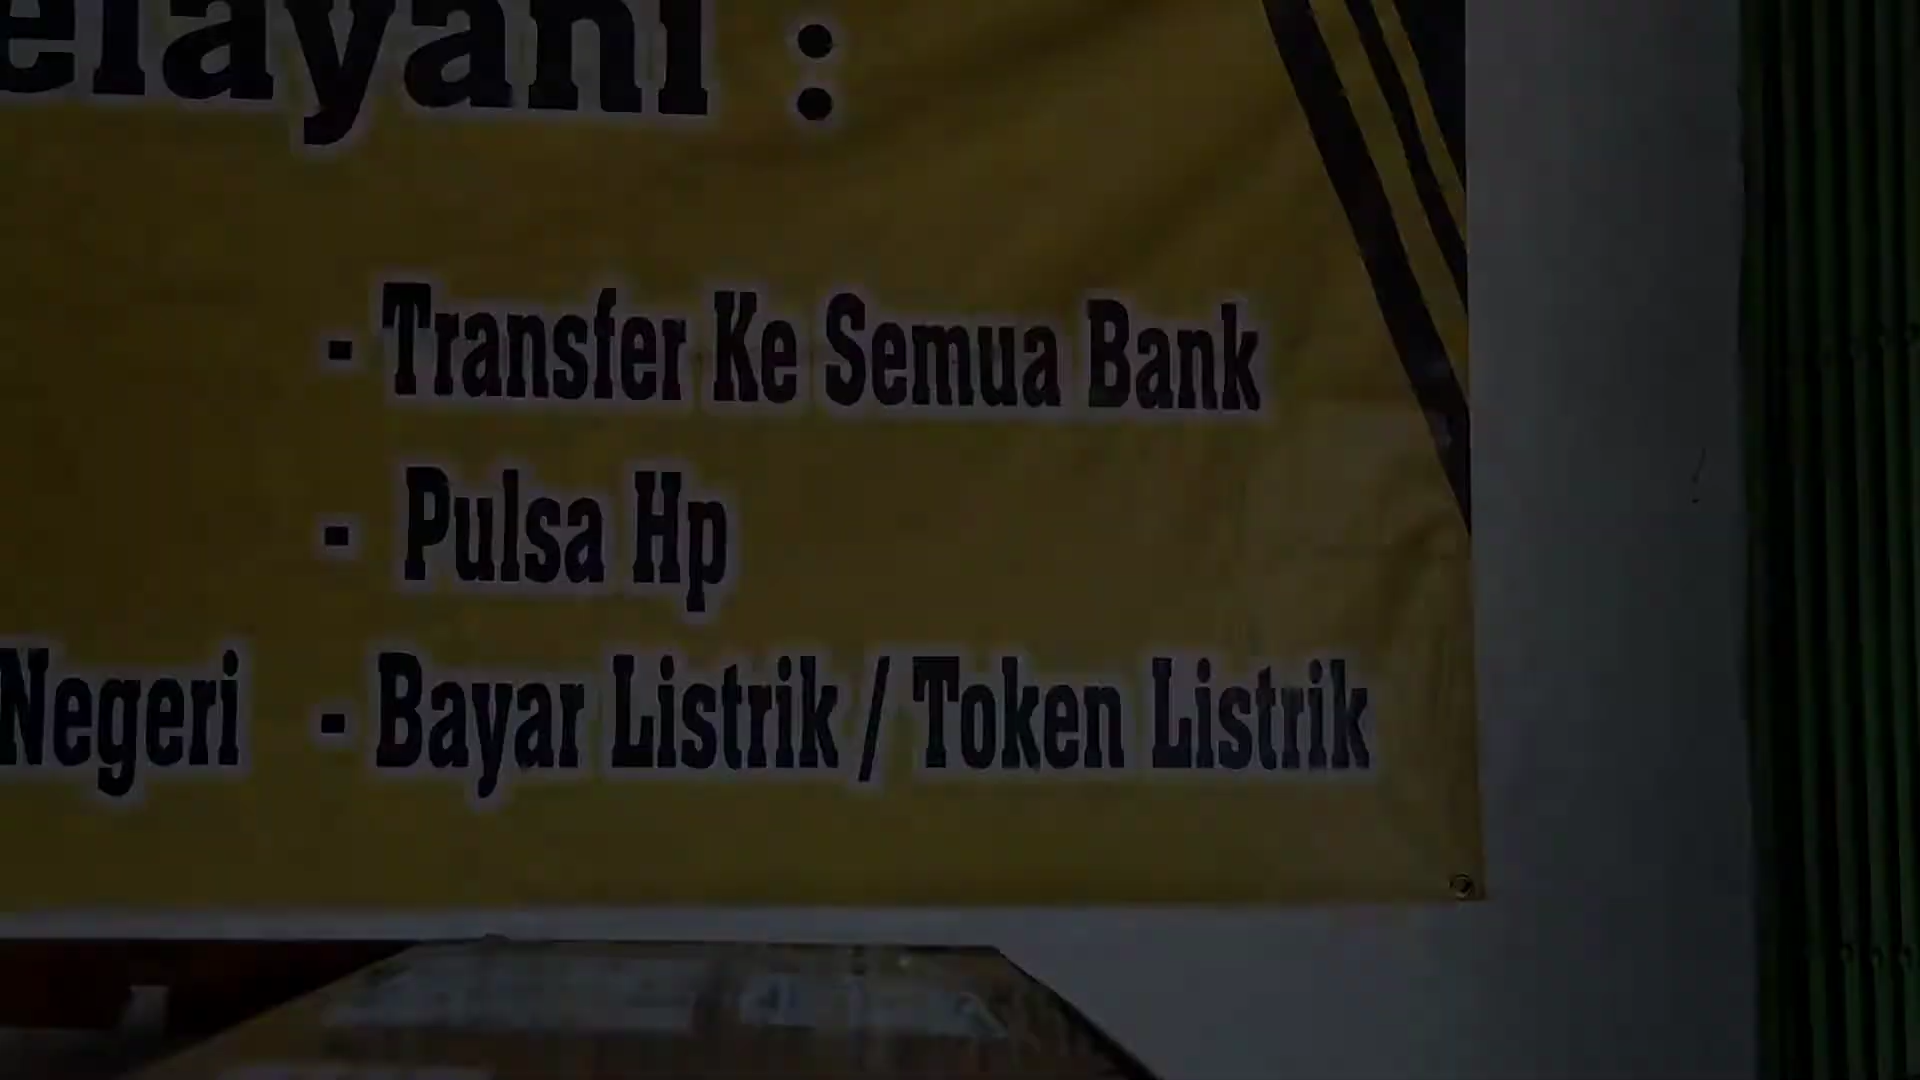 elayani :
- Transfer Ke Semua Bank
- Pulsa Hp
Negeri - Bayar Listrik / Token Listrik